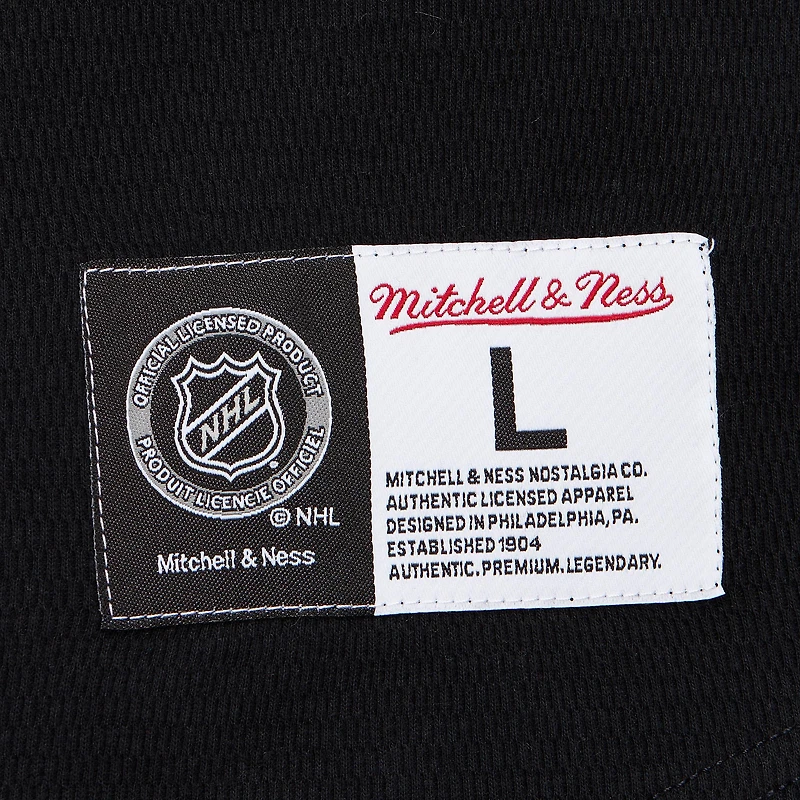 OFFICIAL LICENSED PRODUCT
NHL
PRODUIT LICENCIE OFFICIEL
© NHL
Mitchell & Ness
Mitchell & Ness
L
MITCHELL & NESS NOSTALGIA CO.
AUTHENTIC LICENSED APPAREL
DESIGNED IN PHILADELPHIA, PA.
ESTABLISHED 1904
AUTHENTIC. PREMIUM. LEGENDARY.